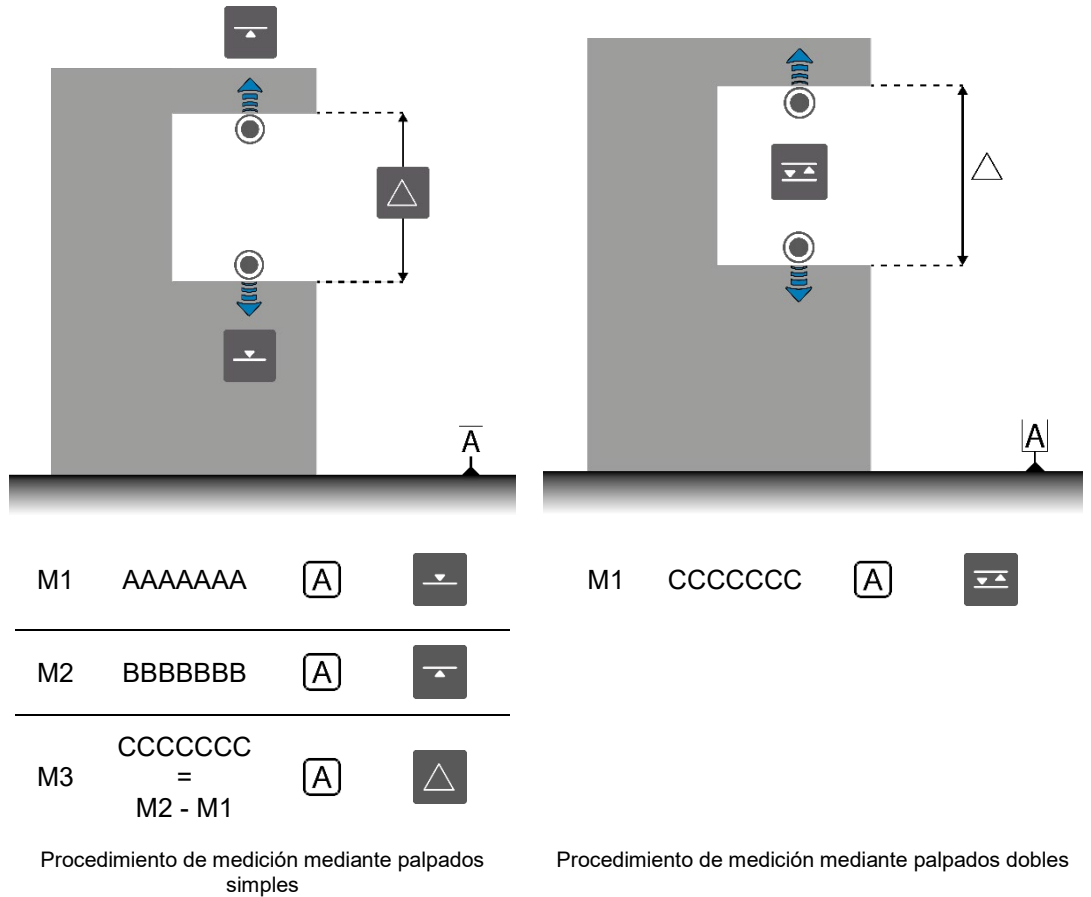 A
A
M1 AAAAAAA A
M2 BBBBBBB A
M3 CCCCCCC = M2 - M1 A
M1 CCCCCCC A
Procedimiento de medición mediante palpados
simples
Procedimiento de medición mediante palpados dobles